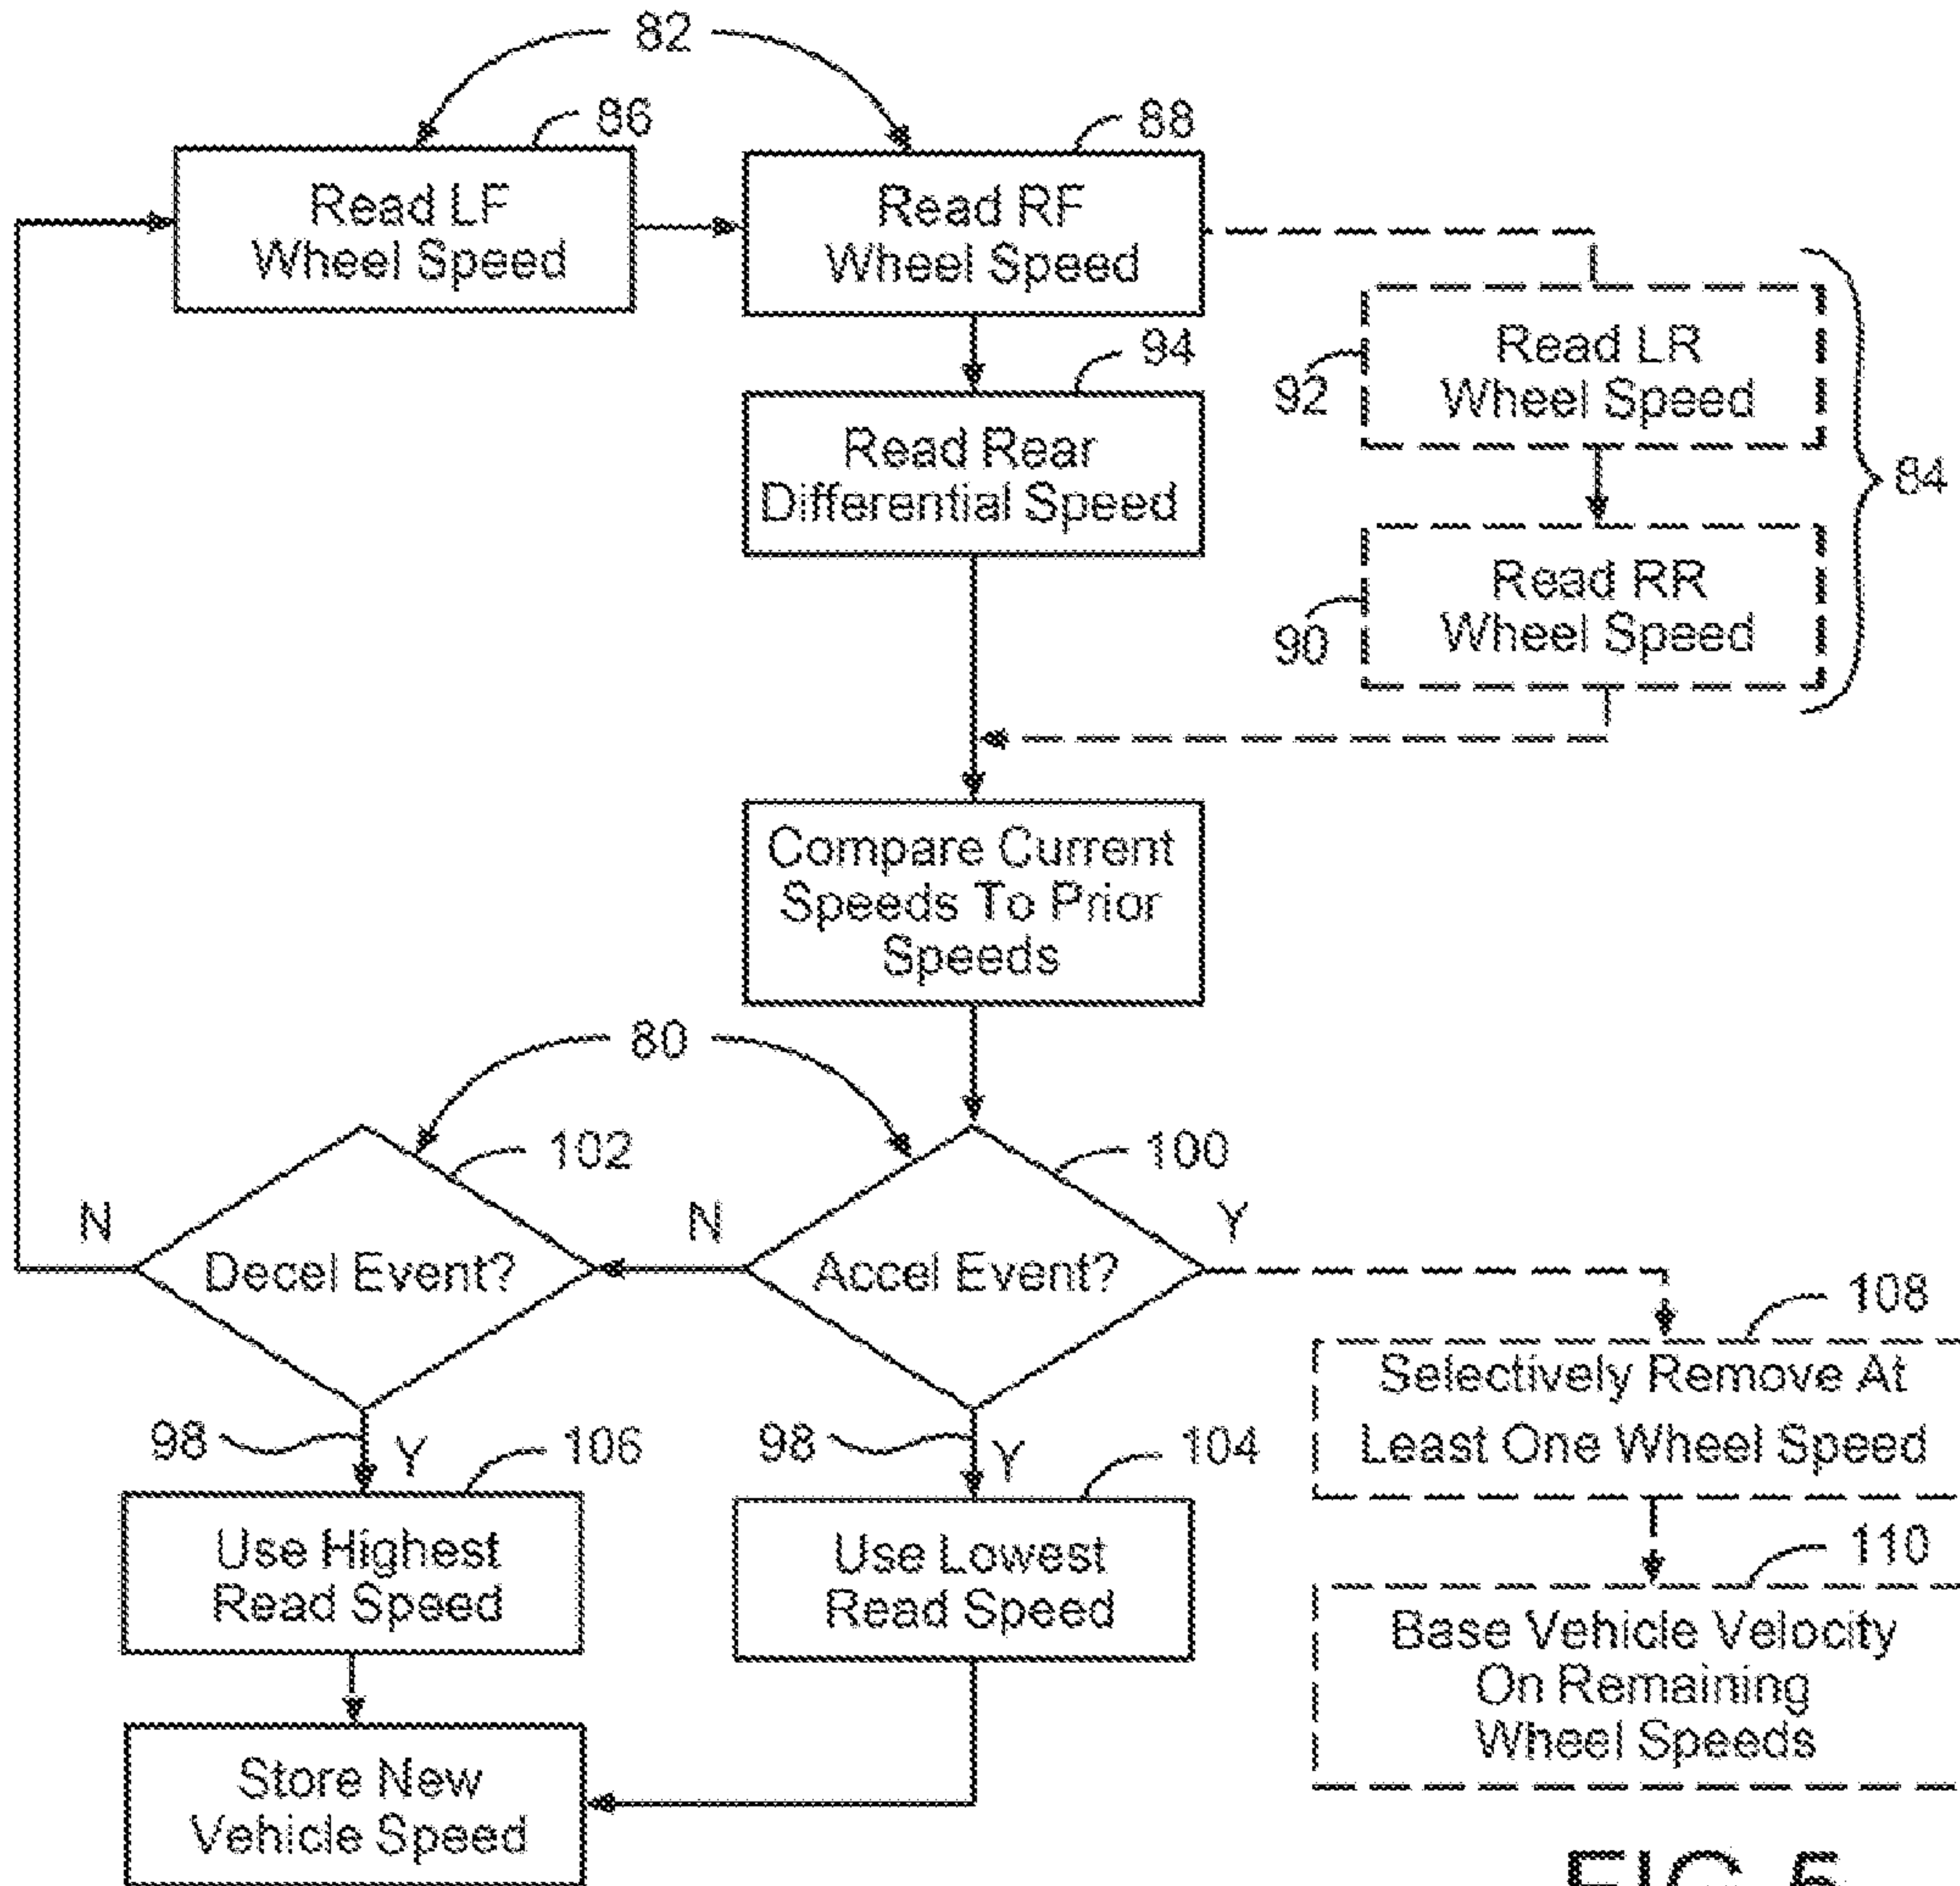 82
86
88
Read LF
Wheel Speed
Read RF
Wheel Speed
94
92
Read LR
Wheel Speed
84
Read Rear
Differential Speed
90
Read RR
Wheel Speed
Compare Current
Speeds To Prior
Speeds
80
102
100
N
Decel Event?
N
Accel Event?
Y
108
Selectively Remove At
Least One Wheel Speed
98
Y
106
98
Y
104
Use Highest
Read Speed
Use Lowest
Read Speed
110
Base Vehicle Velocity
On Remaining
Wheel Speeds
Store New
Vehicle Speed
FIG.5